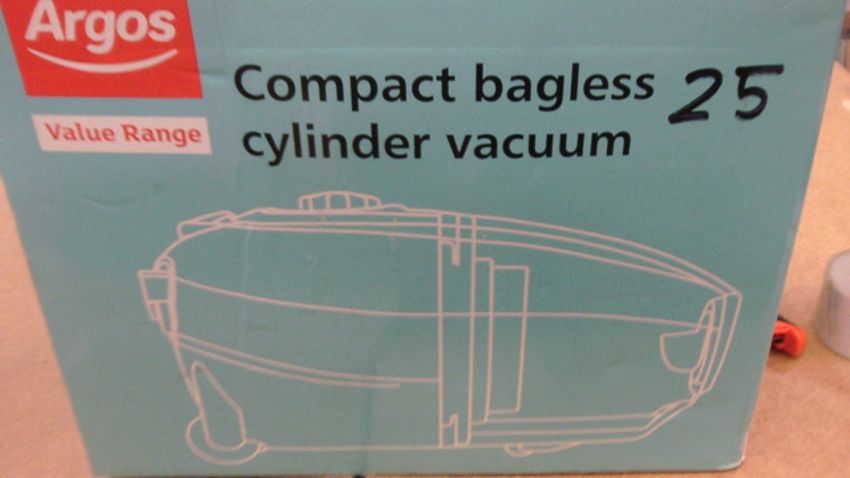 Argos
Value Range
Compact bagless 25
cylinder vacuum